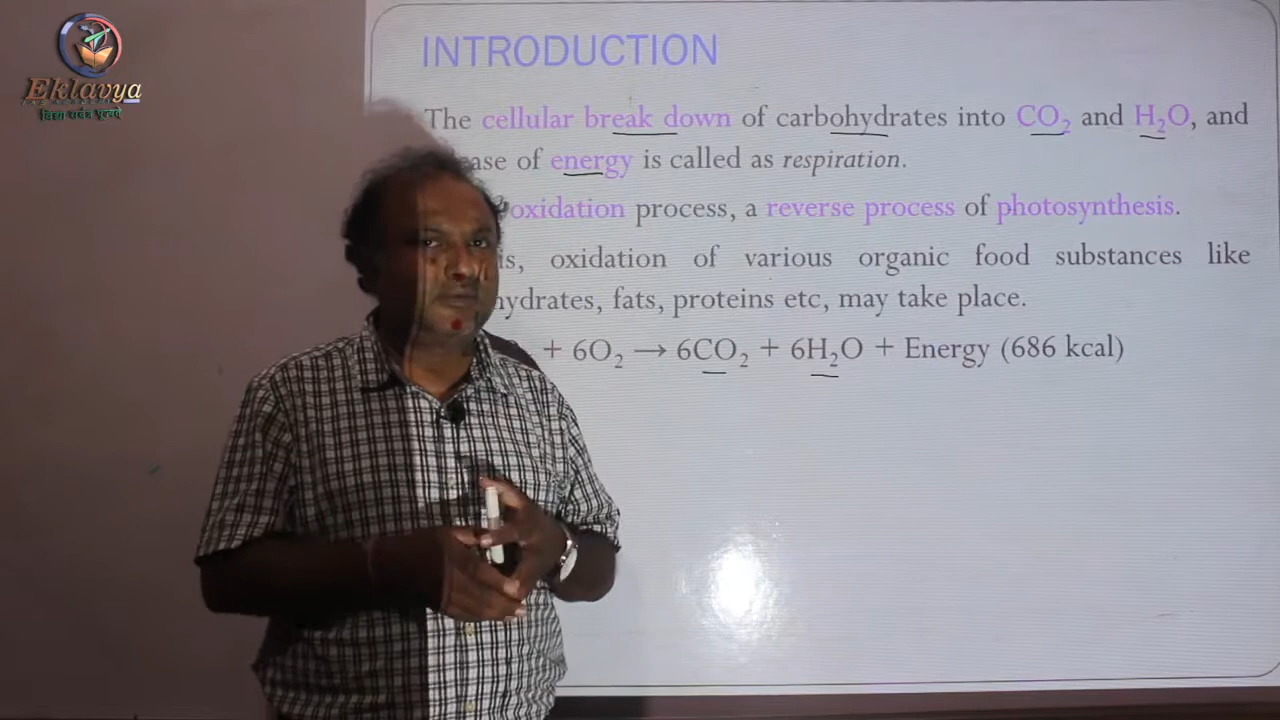 Eklavya
INTRODUCTION
The cellular break down of carbohydrates into CO₂ and H₂O, and
ease of energy is called as respiration.
oxidation process, a reverse process of photosynthesis.
is, oxidation of various organic food substances like
hydrates, fats, proteins etc, may take place.
+ 6O₂ → 6CO₂ + 6H₂O + Energy (686 kcal)